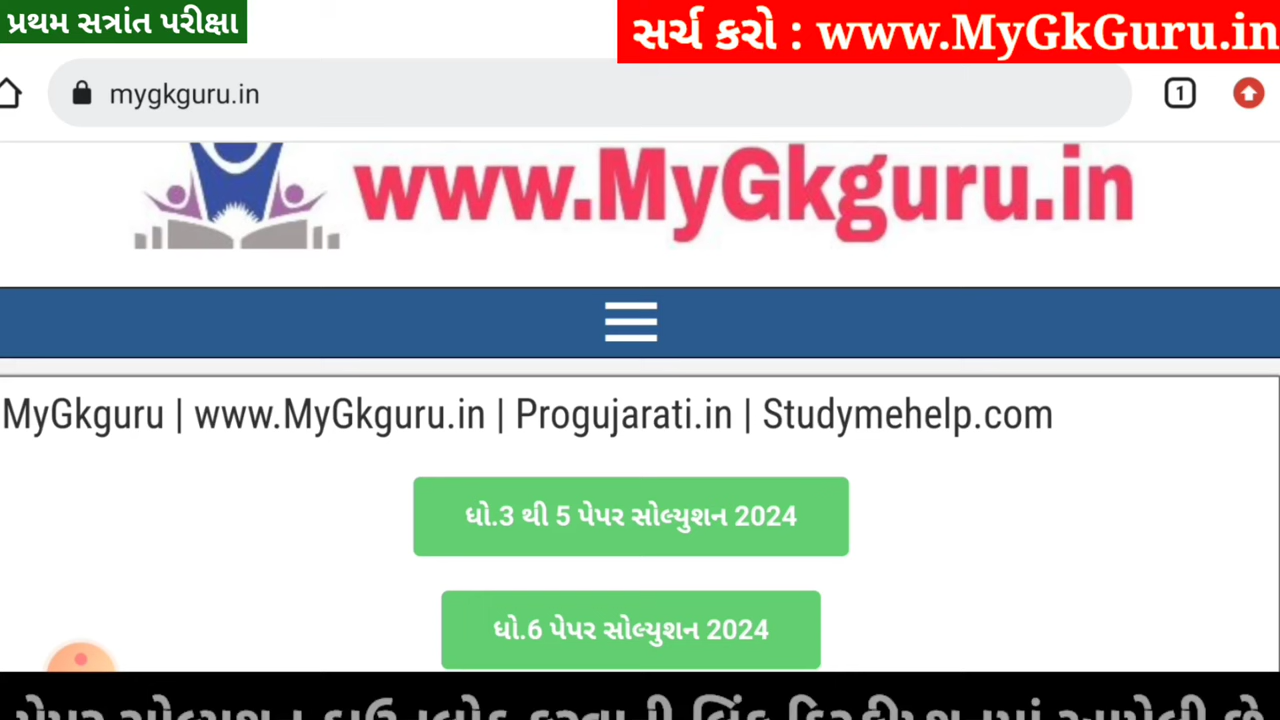 પ્રથમ સત્રાંત પરીક્ષા
સર્ચ કરો : www.MyGkGuru.in
mygkguru.in
1
www.MyGkguru.in
MyGkguru | www.MyGkguru.in | Progujarati.in | Studymehelp.com
ધો.3 થી 5 પેપર સોલ્યુશન 2024
ધો.6 પેપર સોલ્યુશન 2024